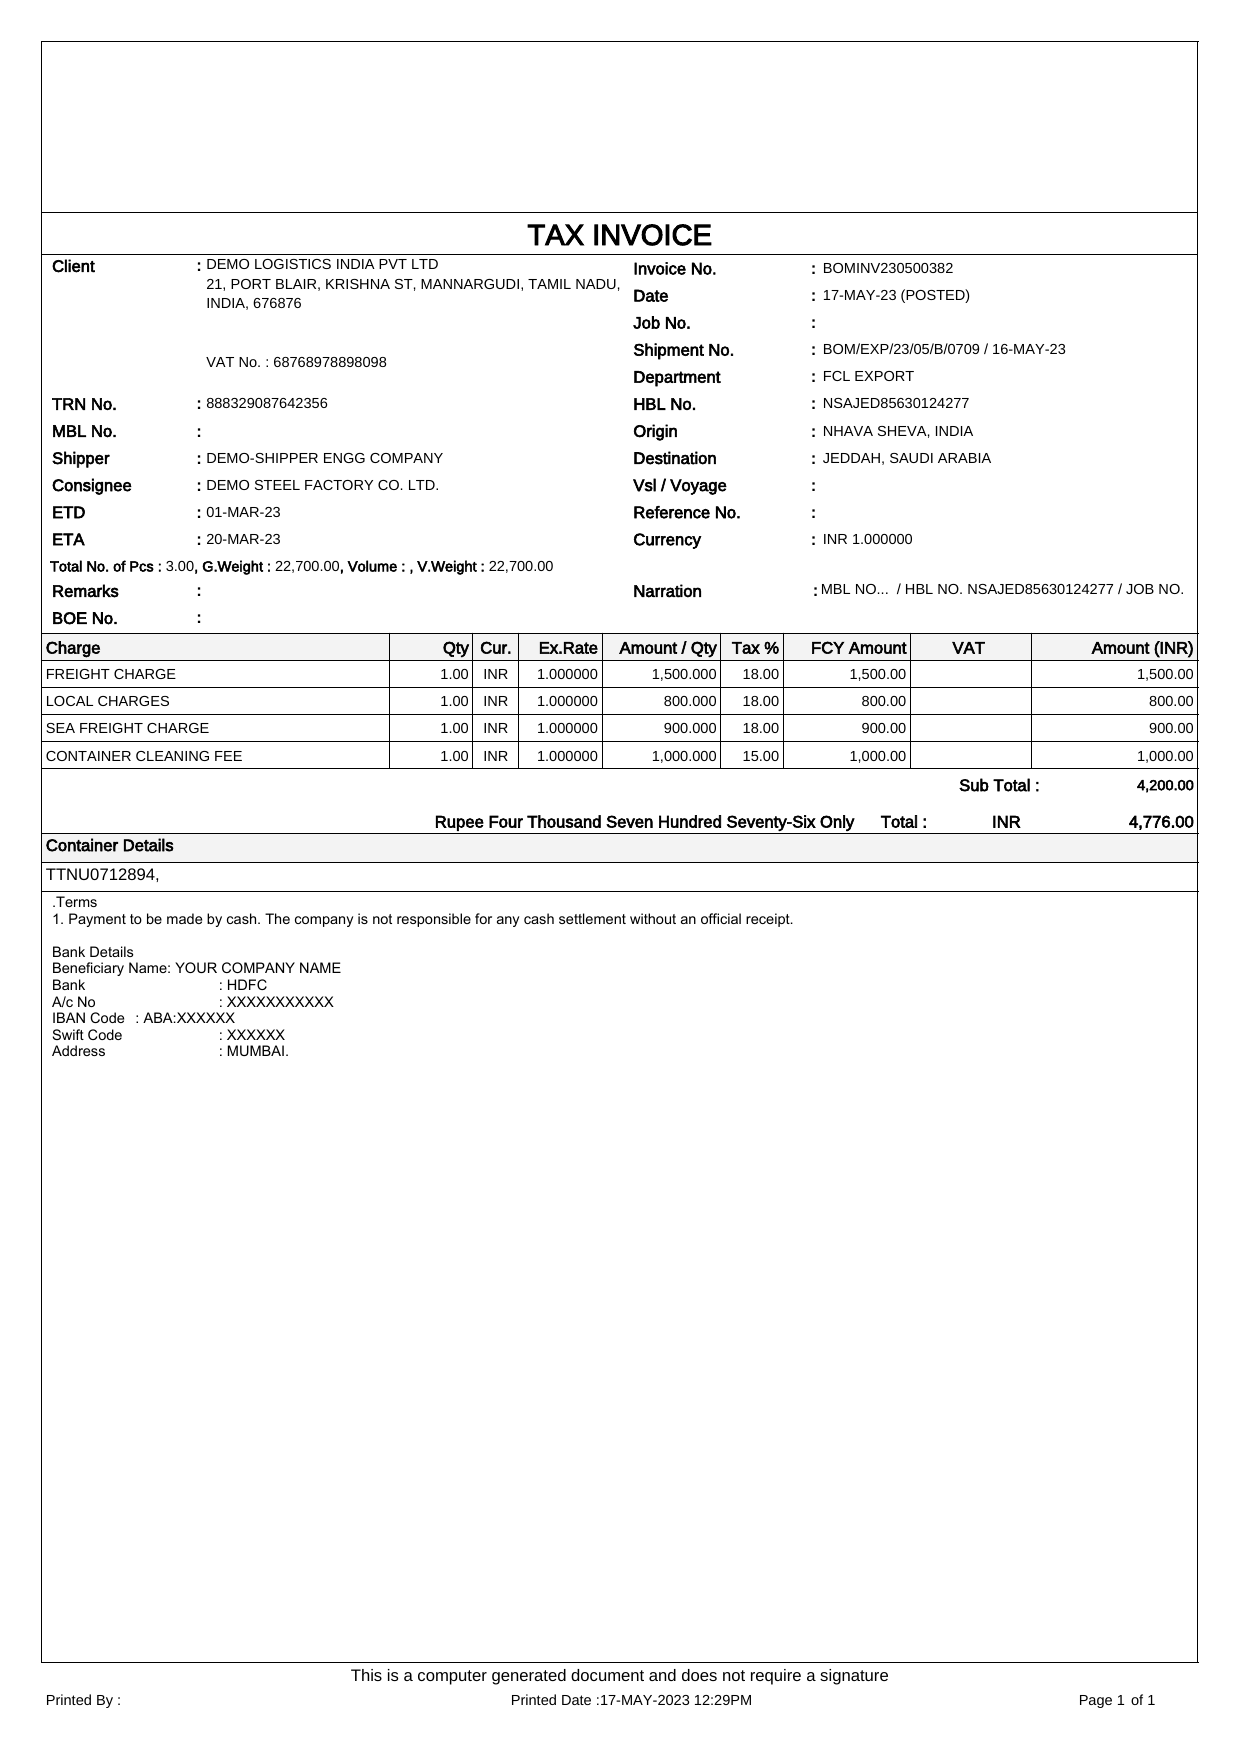 TAX INVOICE
Client : DEMO LOGISTICS INDIA PVT LTD
21, PORT BLAIR, KRISHNA ST, MANNARGUDI, TAMIL NADU,
INDIA, 676876
VAT No. : 68768978898098
TRN No. : 888329087642356
MBL No. :
Shipper : DEMO-SHIPPER ENGG COMPANY
Consignee : DEMO STEEL FACTORY CO. LTD.
ETD : 01-MAR-23
ETA : 20-MAR-23
Invoice No. : BOMINV230500382
Date : 17-MAY-23 (POSTED)
Job No. :
Shipment No. : BOM/EXP/23/05/B/0709 / 16-MAY-23
Department : FCL EXPORT
HBL No. : NSAJED85630124277
Origin : NHAVA SHEVA, INDIA
Destination : JEDDAH, SAUDI ARABIA
Vsl / Voyage :
Reference No. :
Currency : INR 1.000000
Total No. of Pcs : 3.00, G.Weight : 22,700.00, Volume : , V.Weight : 22,700.00
Remarks :
Narration : MBL NO... / HBL NO. NSAJED85630124277 / JOB NO.
BOE No. :
Charge Qty Cur. Ex.Rate Amount / Qty Tax % FCY Amount VAT Amount (INR)
FREIGHT CHARGE 1.00 INR 1.000000 1,500.000 18.00 1,500.00 1,500.00
LOCAL CHARGES 1.00 INR 1.000000 800.000 18.00 800.00 800.00
SEA FREIGHT CHARGE 1.00 INR 1.000000 900.000 18.00 900.00 900.00
CONTAINER CLEANING FEE 1.00 INR 1.000000 1,000.000 15.00 1,000.00 1,000.00
Sub Total : 4,200.00
Rupee Four Thousand Seven Hundred Seventy-Six Only Total : INR 4,776.00
Container Details
TTNU0712894,
.Terms
1. Payment to be made by cash. The company is not responsible for any cash settlement without an official receipt.
Bank Details
Beneficiary Name: YOUR COMPANY NAME
Bank : HDFC
A/c No : XXXXXXXXXXX
IBAN Code : ABA:XXXXXX
Swift Code : XXXXXX
Address : MUMBAI.
This is a computer generated document and does not require a signature
Printed By : Printed Date :17-MAY-2023 12:29PM Page 1 of 1